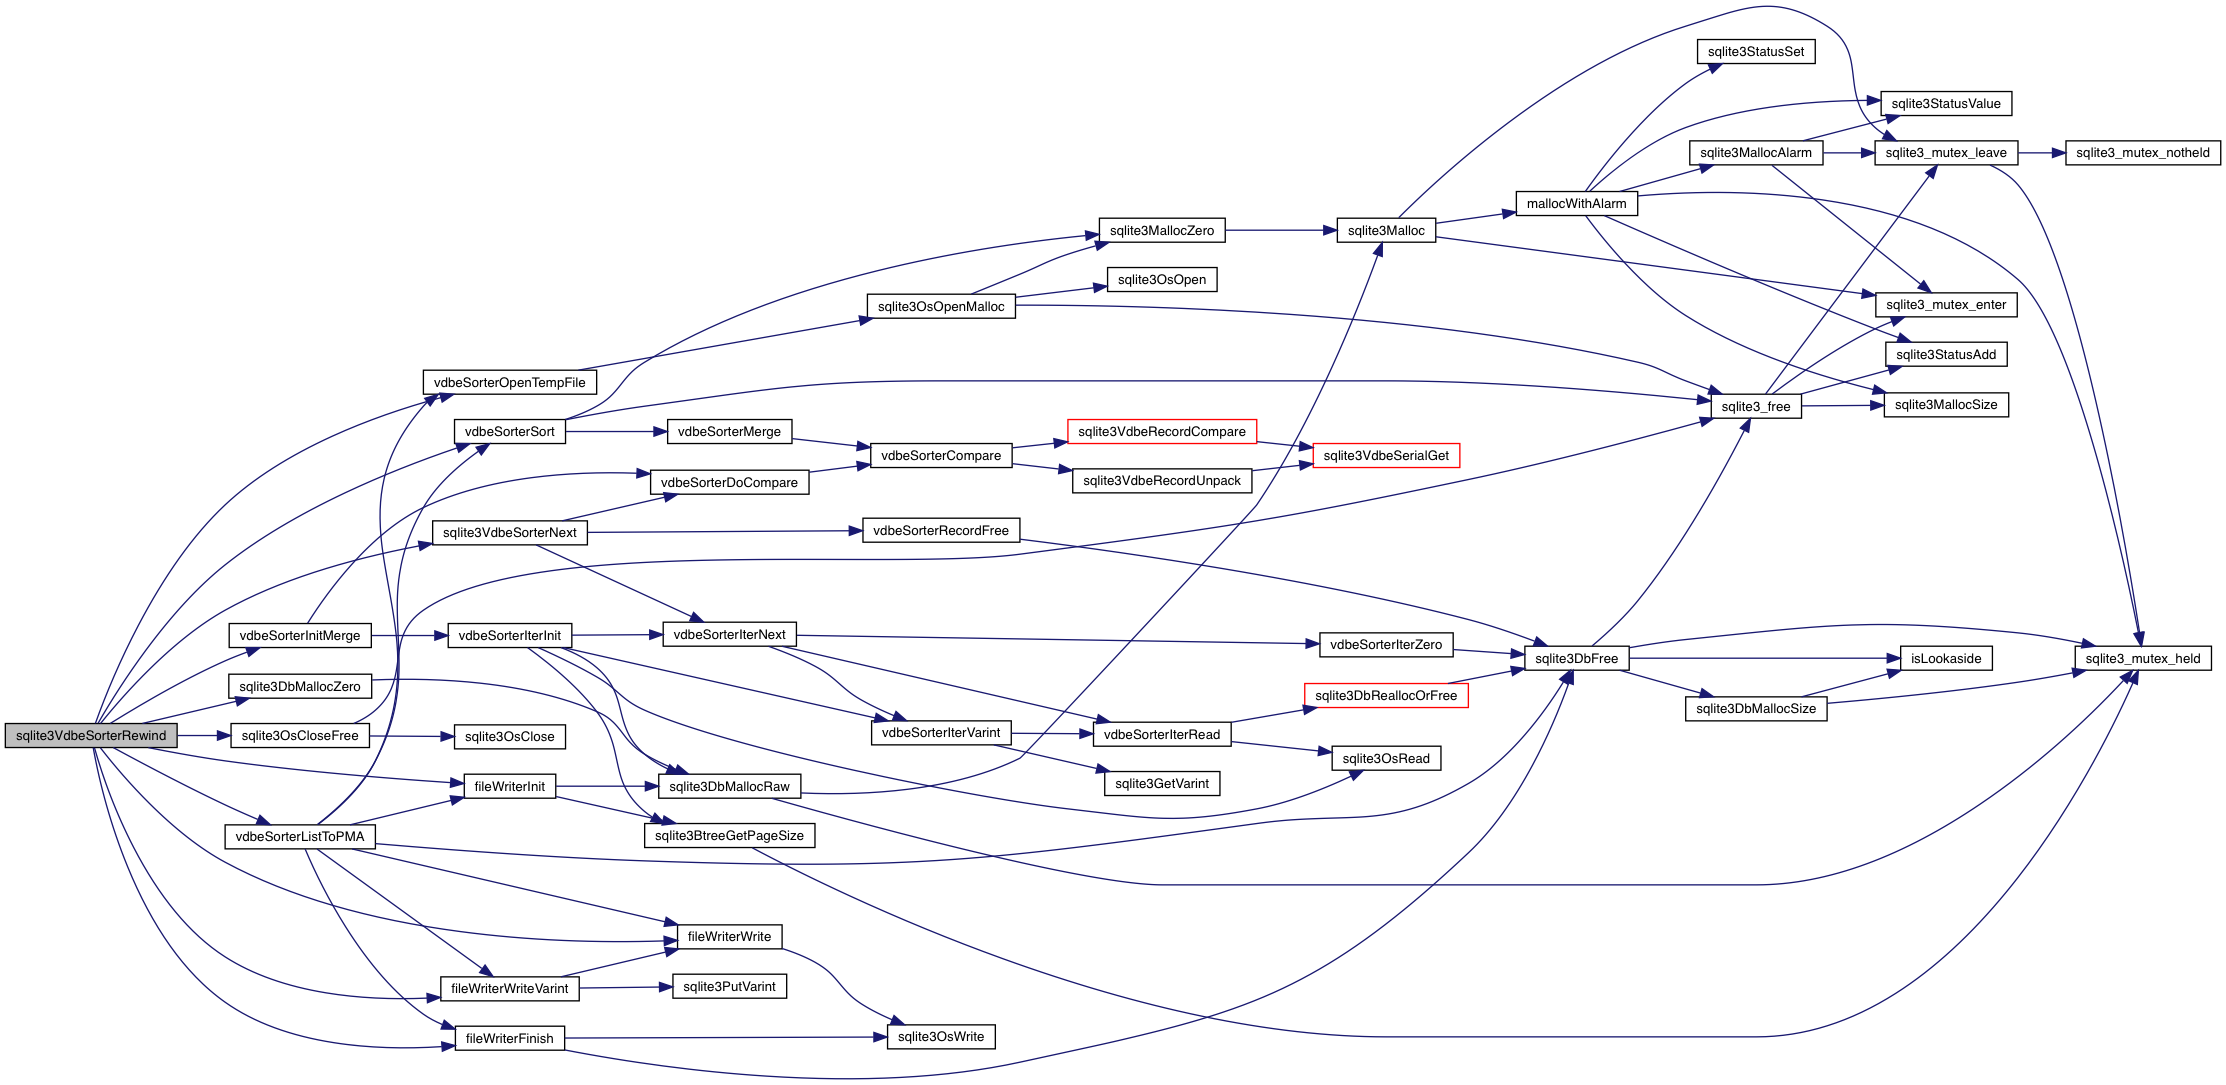 sqlite3StatusSet
sqlite3StatusValue
sqlite3MallocAlarm
sqlite3_mutex_leave
sqlite3_mutex_notheld
mallocWithAlarm
sqlite3MallocZero
sqlite3Malloc
sqlite3OsOpen
sqlite3OsOpenMalloc
sqlite3_mutex_enter
sqlite3StatusAdd
vdbeSorterOpenTempFile
sqlite3_free
sqlite3MallocSize
vdbeSorterSort
vdbeSorterMerge
sqlite3VdbeRecordCompare
vdbeSorterCompare
sqlite3VdbeSerialGet
vdbeSorterDoCompare
sqlite3VdbeRecordUnpack
sqlite3VdbeSorterNext
vdbeSorterRecordFree
vdbeSorterInitMerge
vdbeSorterIterInit
vdbeSorterIterNext
vdbeSorterIterZero
sqlite3DbFree
isLookaside
sqlite3_mutex_held
sqlite3DbMallocZero
sqlite3DbReallocOrFree
sqlite3DbMallocSize
sqlite3VdbeSorterRewind
sqlite3OsCloseFree
sqlite3OsClose
vdbeSorterIterVarint
vdbeSorterIterRead
sqlite3OsRead
fileWriterInit
sqlite3DbMallocRaw
sqlite3GetVarint
vdbeSorterListToPMA
sqlite3BtreeGetPageSize
fileWriterWrite
fileWriterWriteVarint
sqlite3PutVarint
fileWriterFinish
sqlite3OsWrite